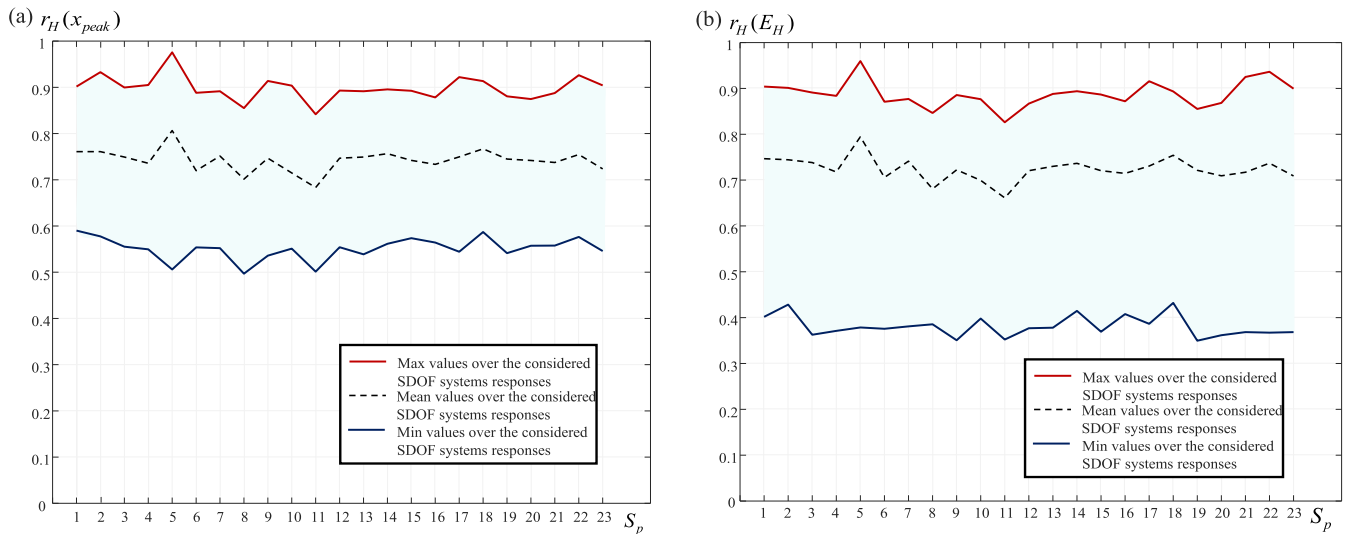 (a) r_H(x_peak)
1
0.9
0.8
0.7
0.6
0.5
0.4
0.3
0.2
0.1
0
Max values over the considered
SDOF systems responses
Mean values over the considered
SDOF systems responses
Min values over the considered
SDOF systems responses
1 2 3 4 5 6 7 8 9 10 11 12 13 14 15 16 17 18 19 20 21 22 23 S_p
(b) r_H(E_H)
1
0.9
0.8
0.7
0.6
0.5
0.4
0.3
0.2
0.1
0
Max values over the considered
SDOF systems responses
Mean values over the considered
SDOF systems responses
Min values over the considered
SDOF systems responses
1 2 3 4 5 6 7 8 9 10 11 12 13 14 15 16 17 18 19 20 21 22 23 S_p